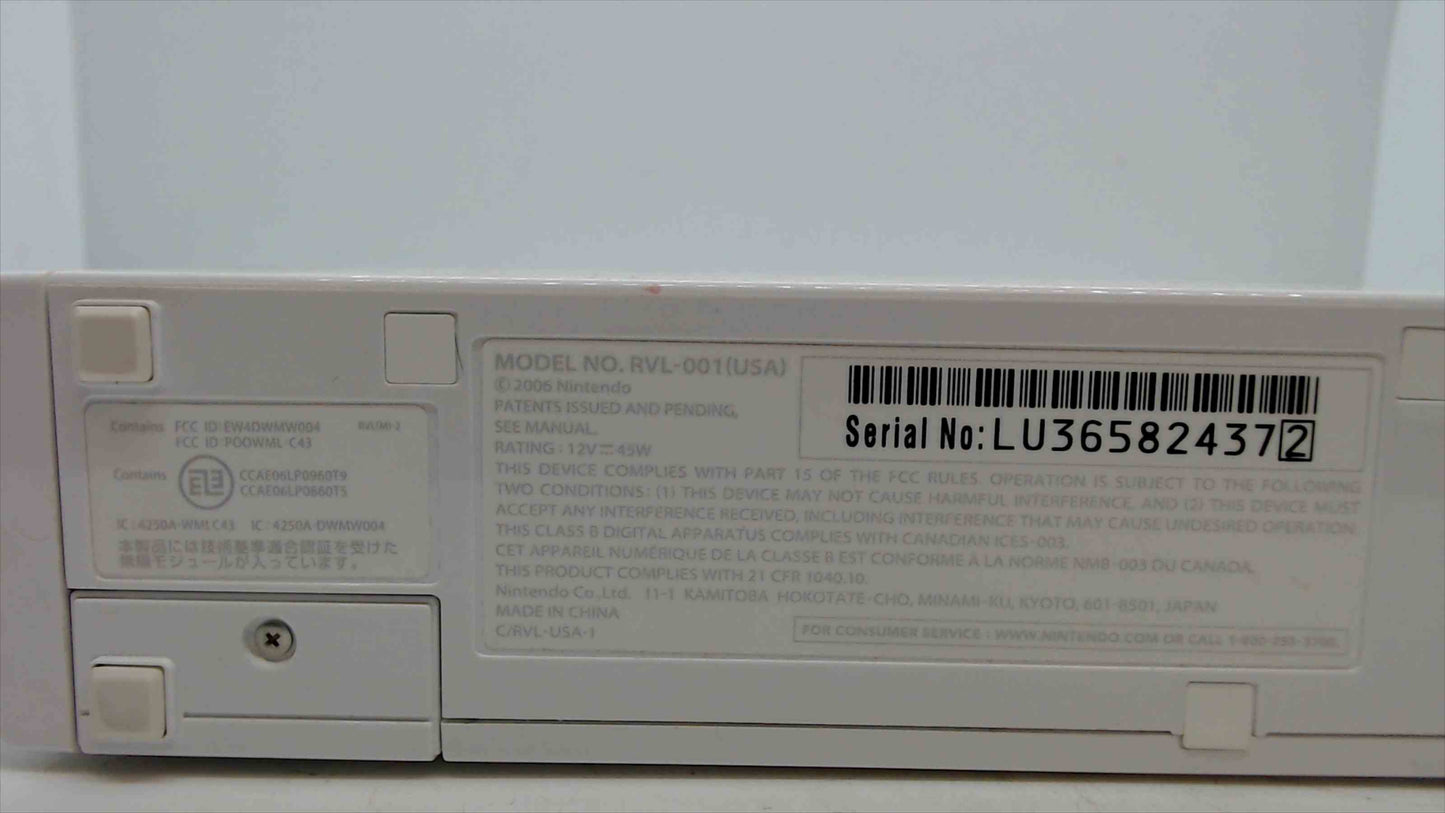 Contains FCC ID:EW4DWMW004 RVL(M)-2
FCC ID:POOWML-C43
Contains CCAE06LP0960T9
CCAE06LP0860T5
IC : 4250A-WMLC43 IC : 4250A-DWMW004
本製品には技術基準適合認証を受けた
無線モジュールが入っています。
MODEL NO. RVL-001(USA)
© 2006 Nintendo
PATENTS ISSUED AND PENDING,
SEE MANUAL.
RATING : 12V⎓45W
Serial No:LU365824372
THIS DEVICE COMPLIES WITH PART 15 OF THE FCC RULES. OPERATION IS SUBJECT TO THE FOLLOWING
TWO CONDITIONS: (1) THIS DEVICE MAY NOT CAUSE HARMFUL INTERFERENCE, AND (2) THIS DEVICE MUST
ACCEPT ANY INTERFERENCE RECEIVED, INCLUDING INTERFERENCE THAT MAY CAUSE UNDESIRED OPERATION.
THIS CLASS B DIGITAL APPARATUS COMPLIES WITH CANADIAN ICES-003.
CET APPAREIL NUMÉRIQUE DE LA CLASSE B EST CONFORME À LA NORME NMB-003 DU CANADA.
THIS PRODUCT COMPLIES WITH 21 CFR 1040.10.
Nintendo Co.,Ltd. 11-1 KAMITOBA HOKOTATE-CHO, MINAMI-KU, KYOTO, 601-8501, JAPAN
MADE IN CHINA
C/RVL-USA-1
FOR CONSUMER SERVICE : WWW.NINTENDO.COM OR CALL 1-800-255-3700.